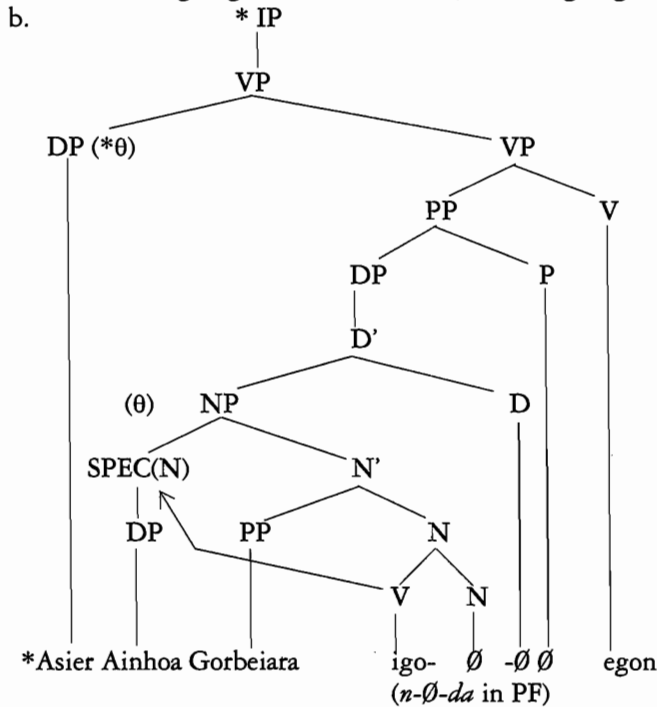 b.
* IP
VP
DP (*θ) VP
PP V
DP P
D'
(θ) NP D
SPEC(N) N'
DP PP N
V N
*Asier Ainhoa Gorbeiara igo- Ø -Ø Ø egon
(n-Ø-da in PF)